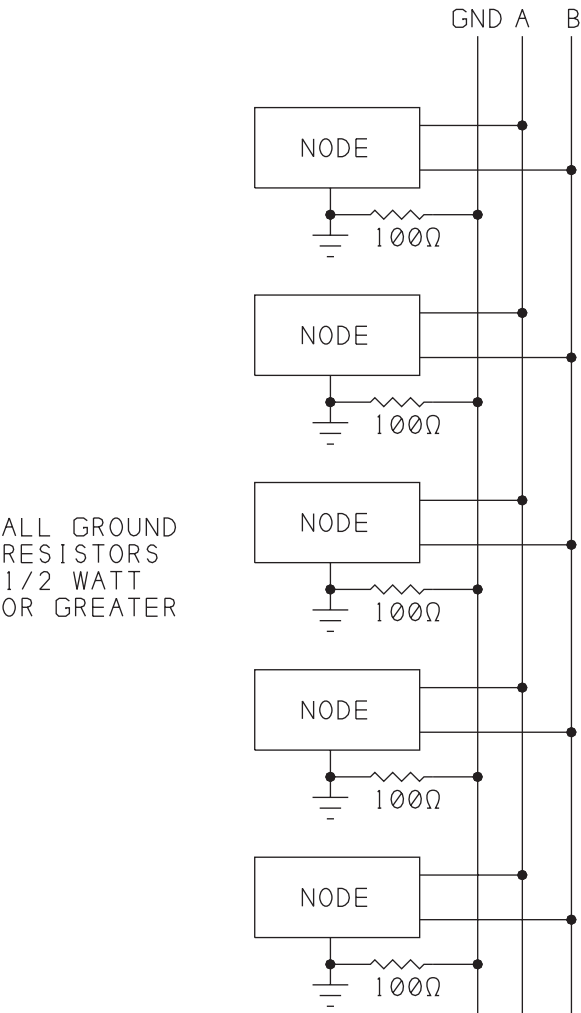 GND A B
NODE
100Ω
NODE
100Ω
ALL GROUND
RESISTORS
1/2 WATT
OR GREATER
NODE
100Ω
NODE
100Ω
NODE
100Ω